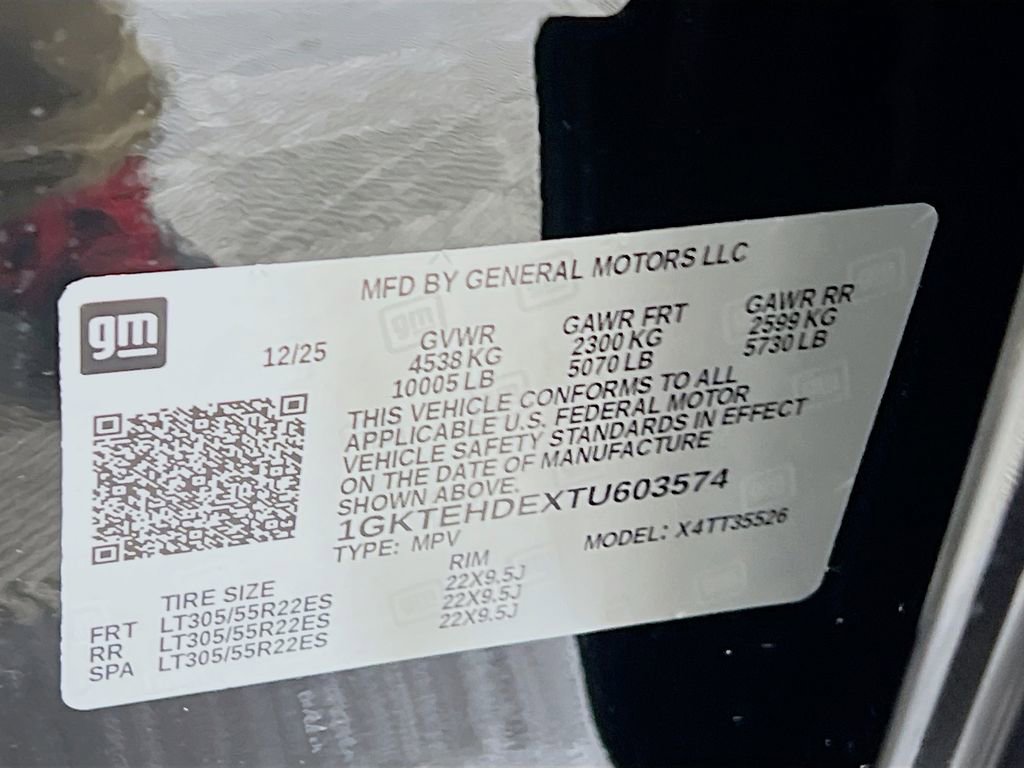 MFD BY GENERAL MOTORS LLC
gm
12/25
GVWR GAWR FRT GAWR RR
4538 KG 2300 KG 2599 KG
10005 LB 5070 LB 5730 LB
THIS VEHICLE CONFORMS TO ALL
APPLICABLE U.S. FEDERAL MOTOR
VEHICLE SAFETY STANDARDS IN EFFECT
ON THE DATE OF MANUFACTURE
SHOWN ABOVE.
1GKTEHDEXTU603574
TYPE: MPV MODEL: X4TT35526
TIRE SIZE RIM
FRT LT305/55R22ES 22X9.5J
RR LT305/55R22ES 22X9.5J
SPA LT305/55R22ES 22X9.5J